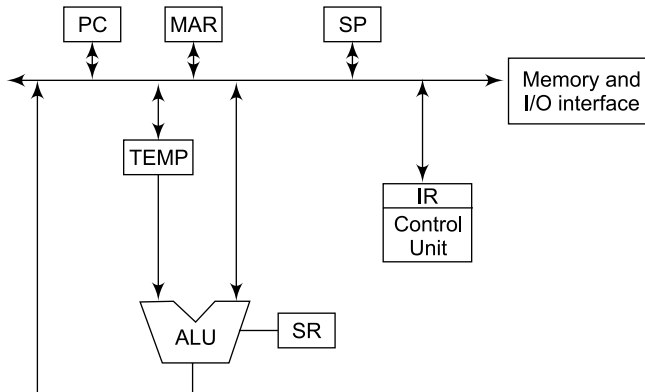 PC
MAR
SP
Memory and
I/O interface
TEMP
IR
Control
Unit
ALU
SR